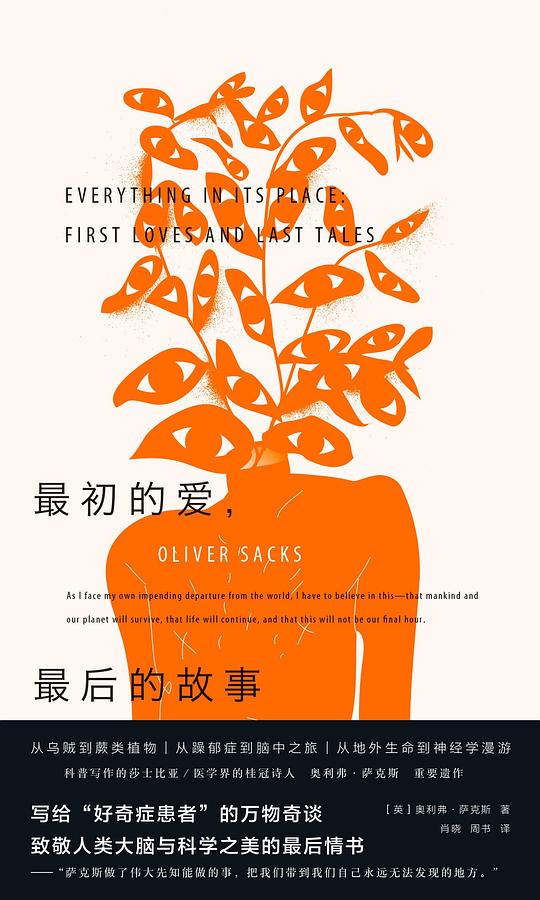 EVERYTHING IN ITS PLACE:
FIRST LOVES AND LAST TALES
最初的爱,
OLIVER SACKS
As I face my own impending departure from the world, I have to believe in this—that mankind and
our planet will survive, that life will continue, and that this will not be our final hour.
最后的故事
从乌贼到蕨类植物｜从躁郁症到脑中之旅｜从地外生命到神经学漫游
科普写作的莎士比亚 / 医学界的桂冠诗人 奥利弗·萨克斯 重要遗作
写给“好奇症患者”的万物奇谈
[英] 奥利弗·萨克斯 著
肖晓 周书 译
致敬人类大脑与科学之美的最后情书
——“萨克斯做了伟大先知能做的事，把我们带到我们自己永远无法发现的地方。”